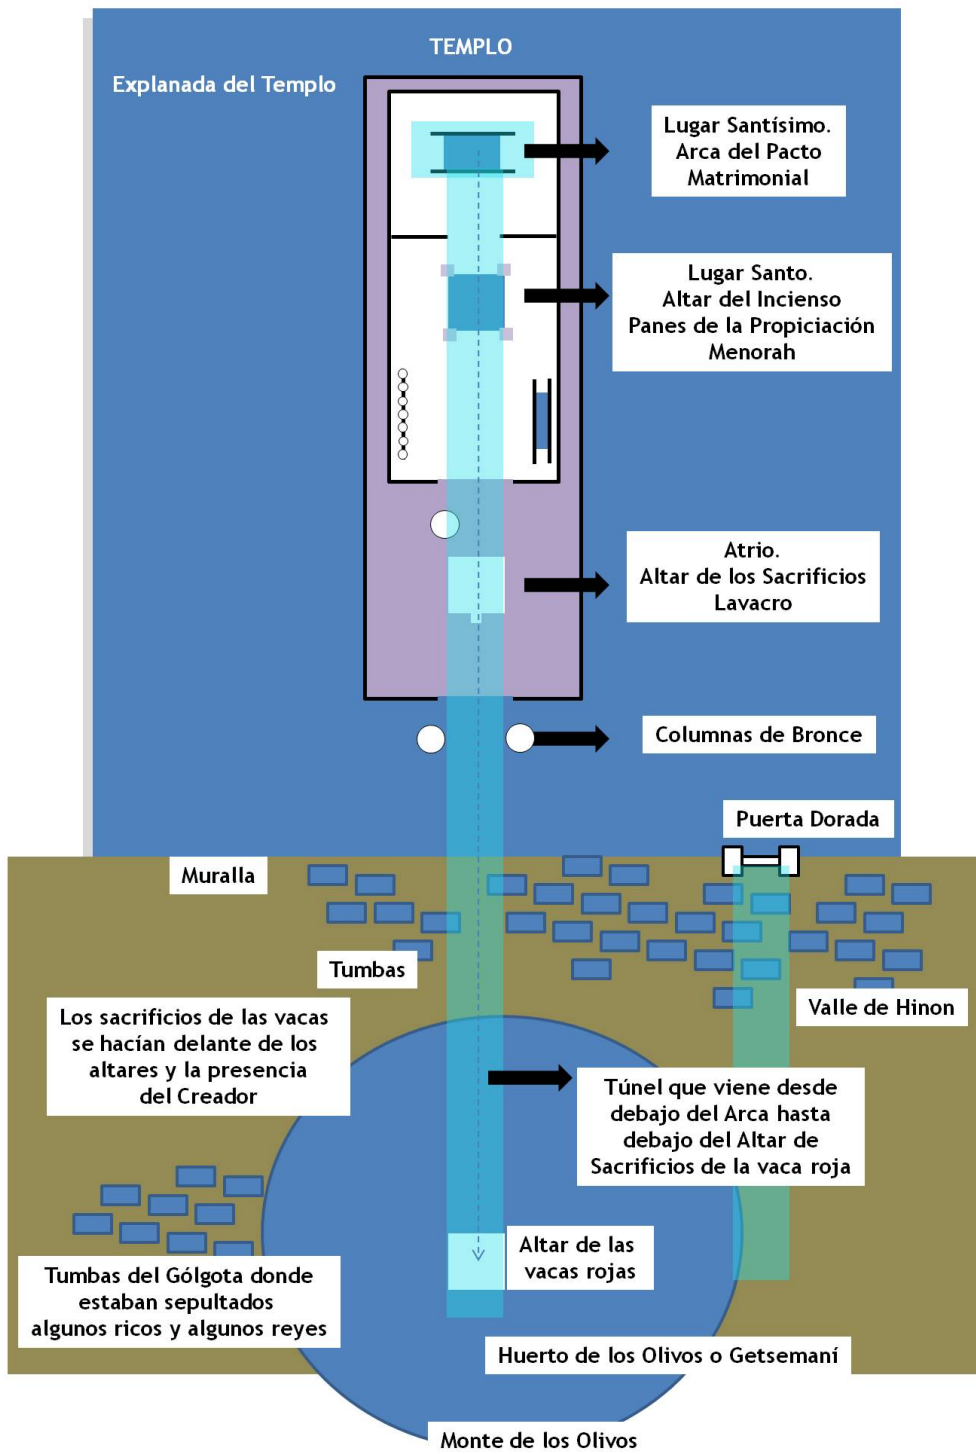 TEMPLO
Explanada del Templo
Lugar Santísimo.
Arca del Pacto
Matrimonial
Lugar Santo.
Altar del Incienso
Panes de la Propiciación
Menorah
Atrio.
Altar de los Sacrificios
Lavacro
Columnas de Bronce
Puerta Dorada
Muralla
Tumbas
Valle de Hinon
Los sacrificios de las vacas
se hacían delante de los
altares y la presencia
del Creador
Túnel que viene desde
debajo del Arca hasta
debajo del Altar de
Sacrificios de la vaca roja
Altar de las
vacas rojas
Tumbas del Gólgota donde
estaban sepultados
algunos ricos y algunos reyes
Huerto de los Olivos o Getsemaní
Monte de los Olivos